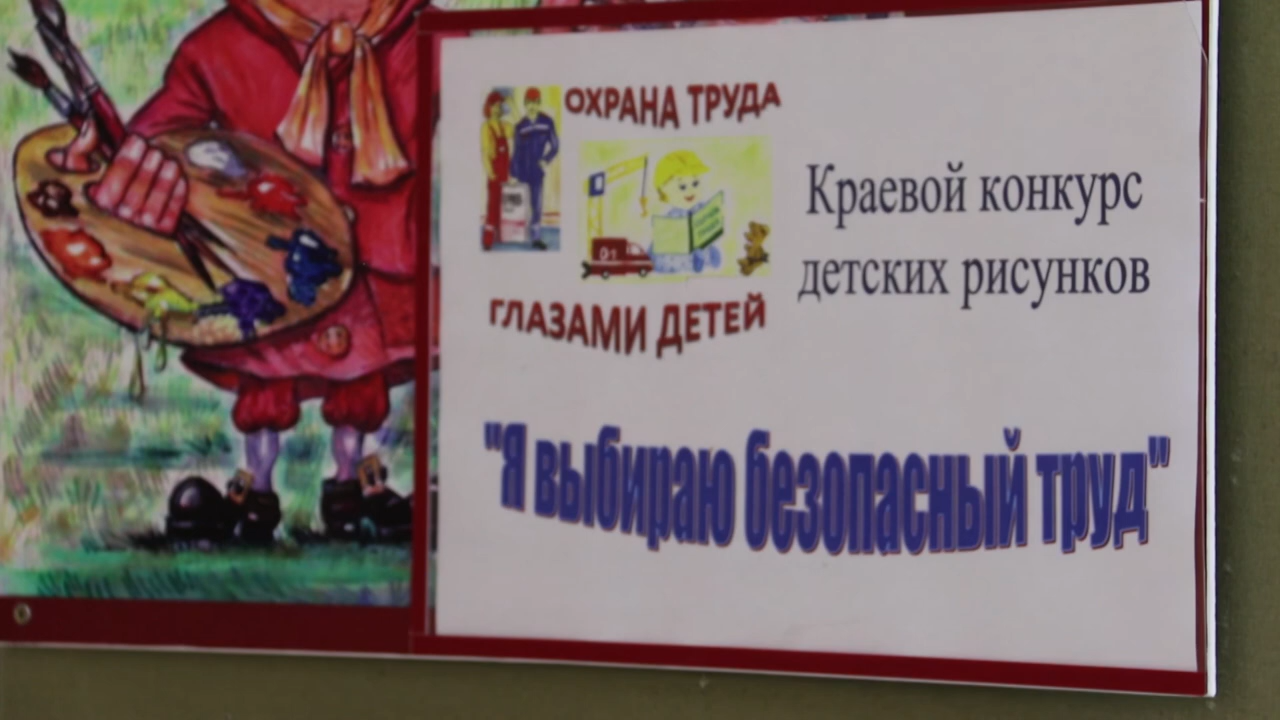 ОХРАНА ТРУДА
ГЛАЗАМИ ДЕТЕЙ
Краевой конкурс
детских рисунков
"Я выбираю безопасный труд"